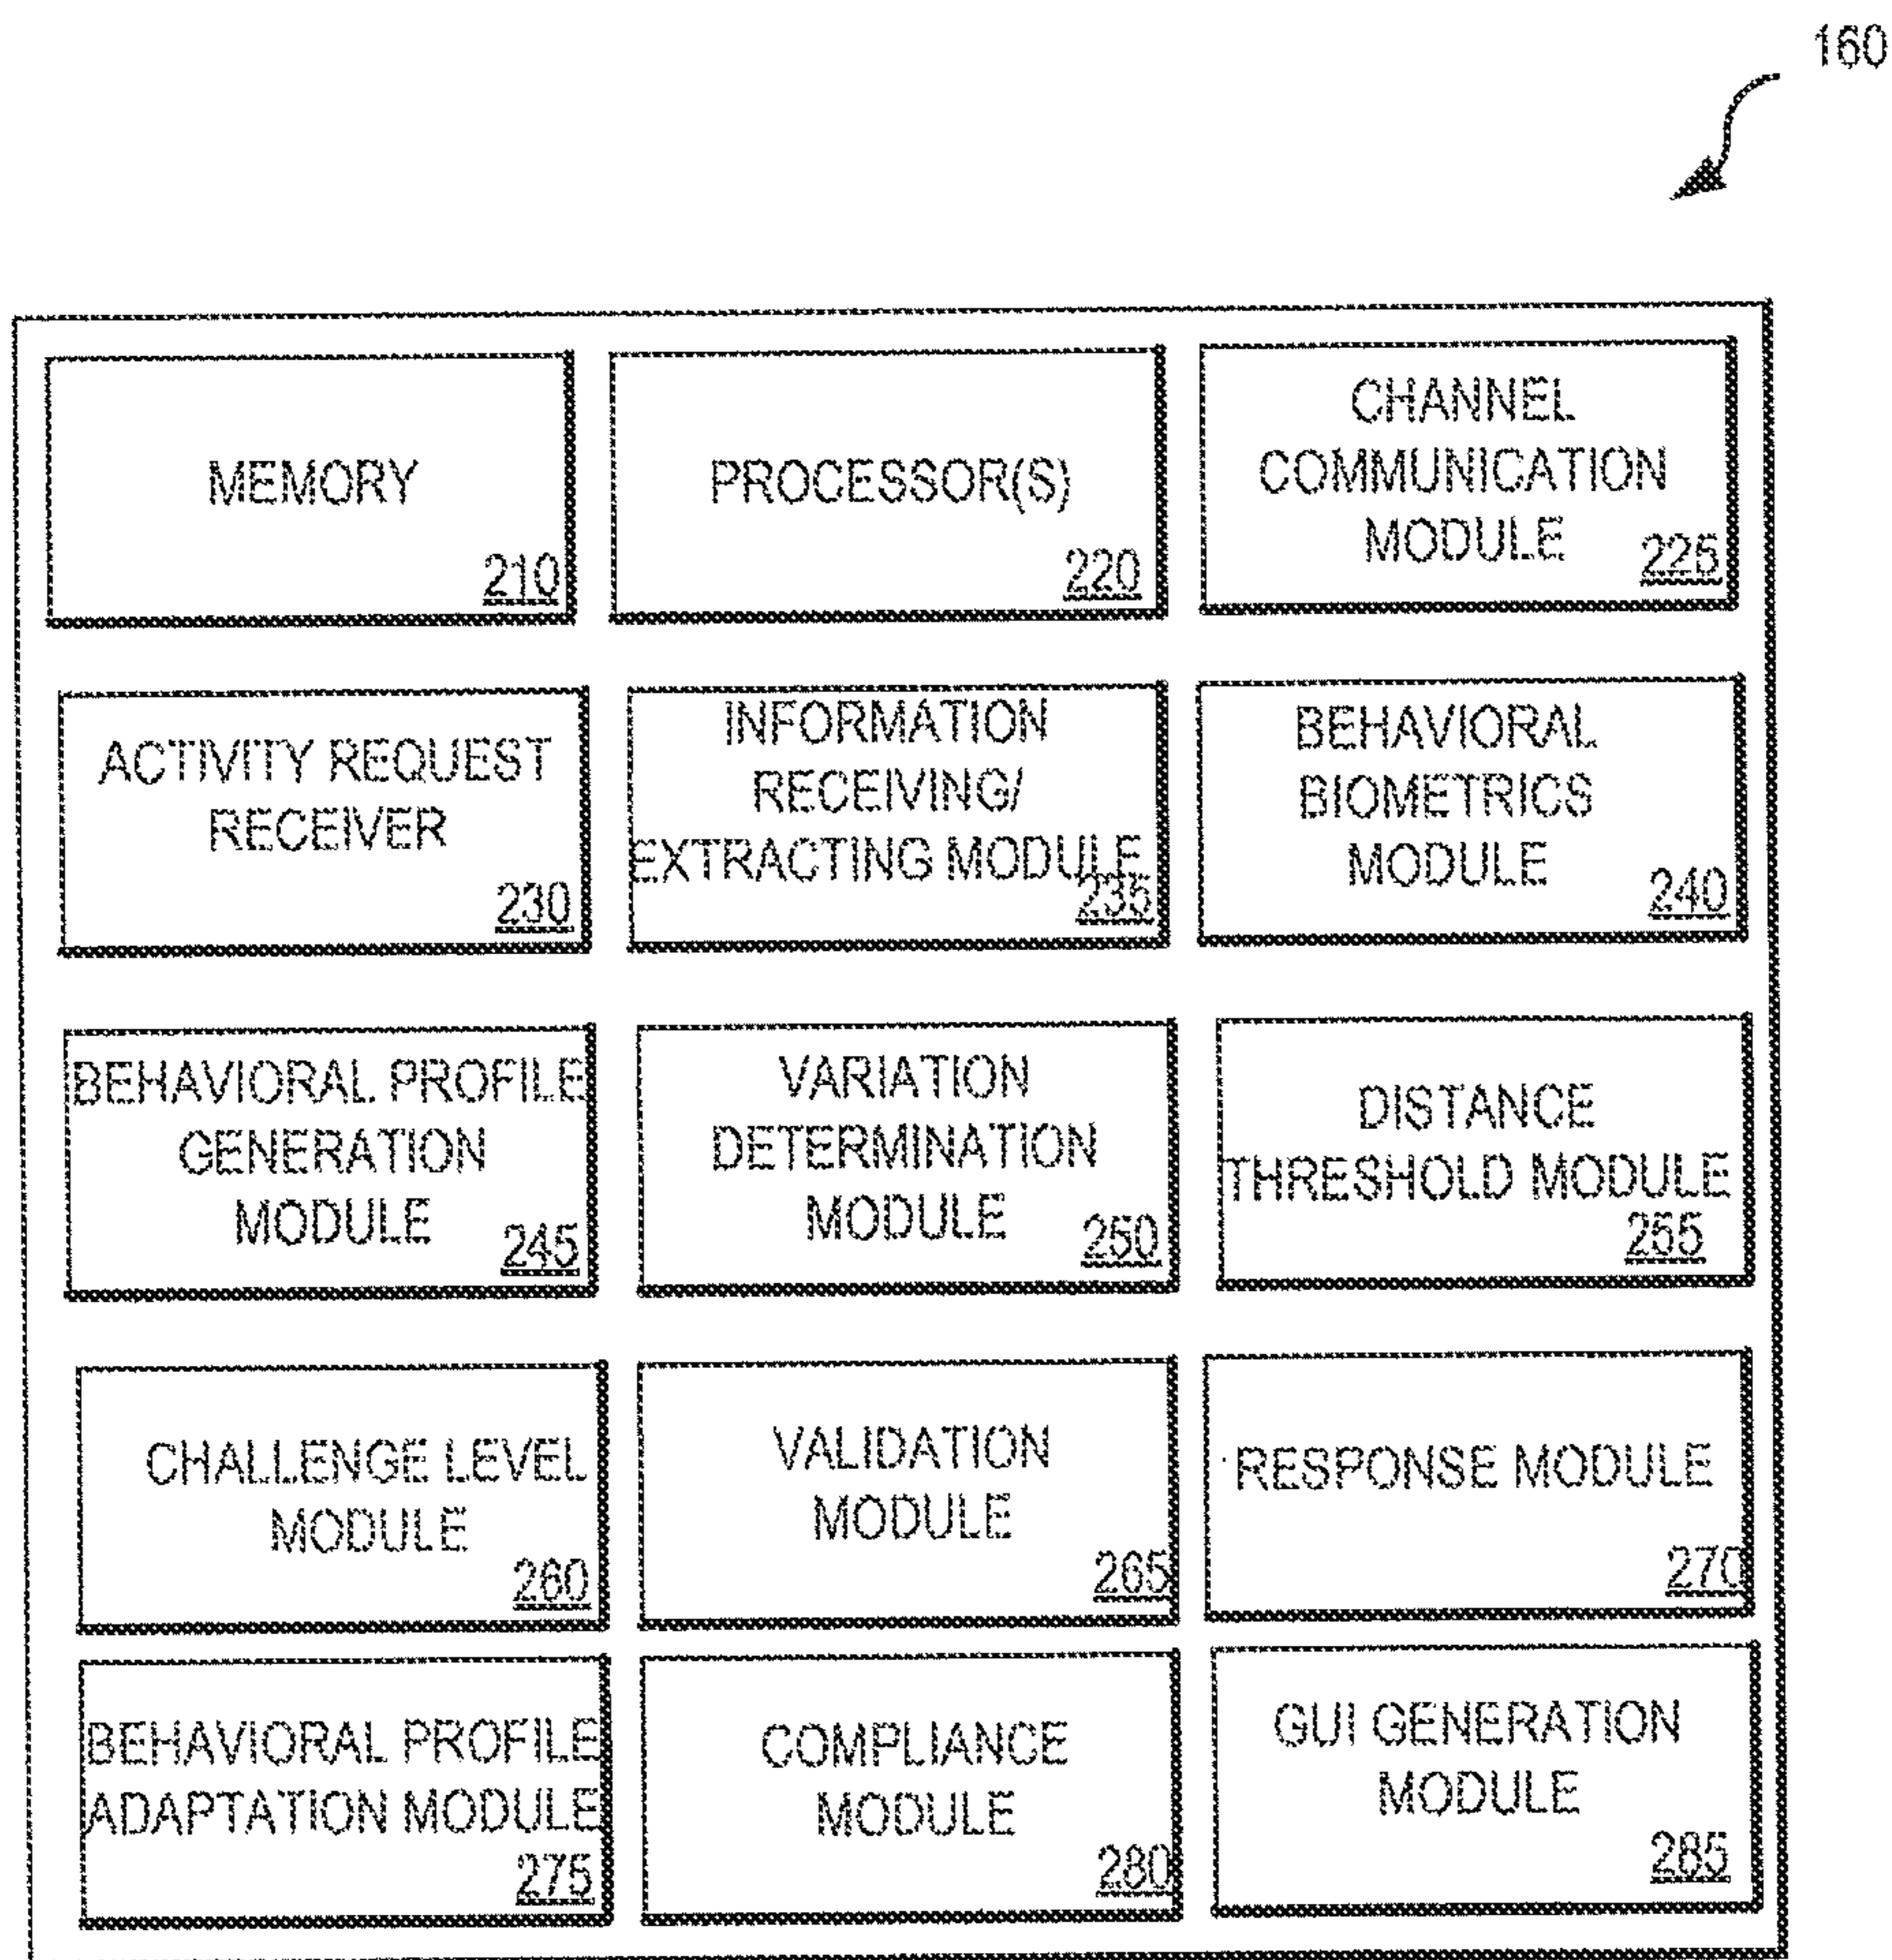 160
MEMORY
210
PROCESSOR(S)
220
CHANNEL
COMMUNICATION
MODULE
225
ACTIVITY REQUEST
RECEIVER
230
INFORMATION
RECEIVING/
EXTRACTING MODULE
235
BEHAVIORAL
BIOMETRICS
MODULE
240
BEHAVIORAL PROFILE
GENERATION
MODULE
245
VARIATION
DETERMINATION
MODULE
250
DISTANCE
THRESHOLD MODULE
255
CHALLENGE LEVEL
MODULE
260
VALIDATION
MODULE
265
RESPONSE MODULE
270
BEHAVIORAL PROFILE
ADAPTATION MODULE
275
COMPLIANCE
MODULE
280
GUI GENERATION
MODULE
285